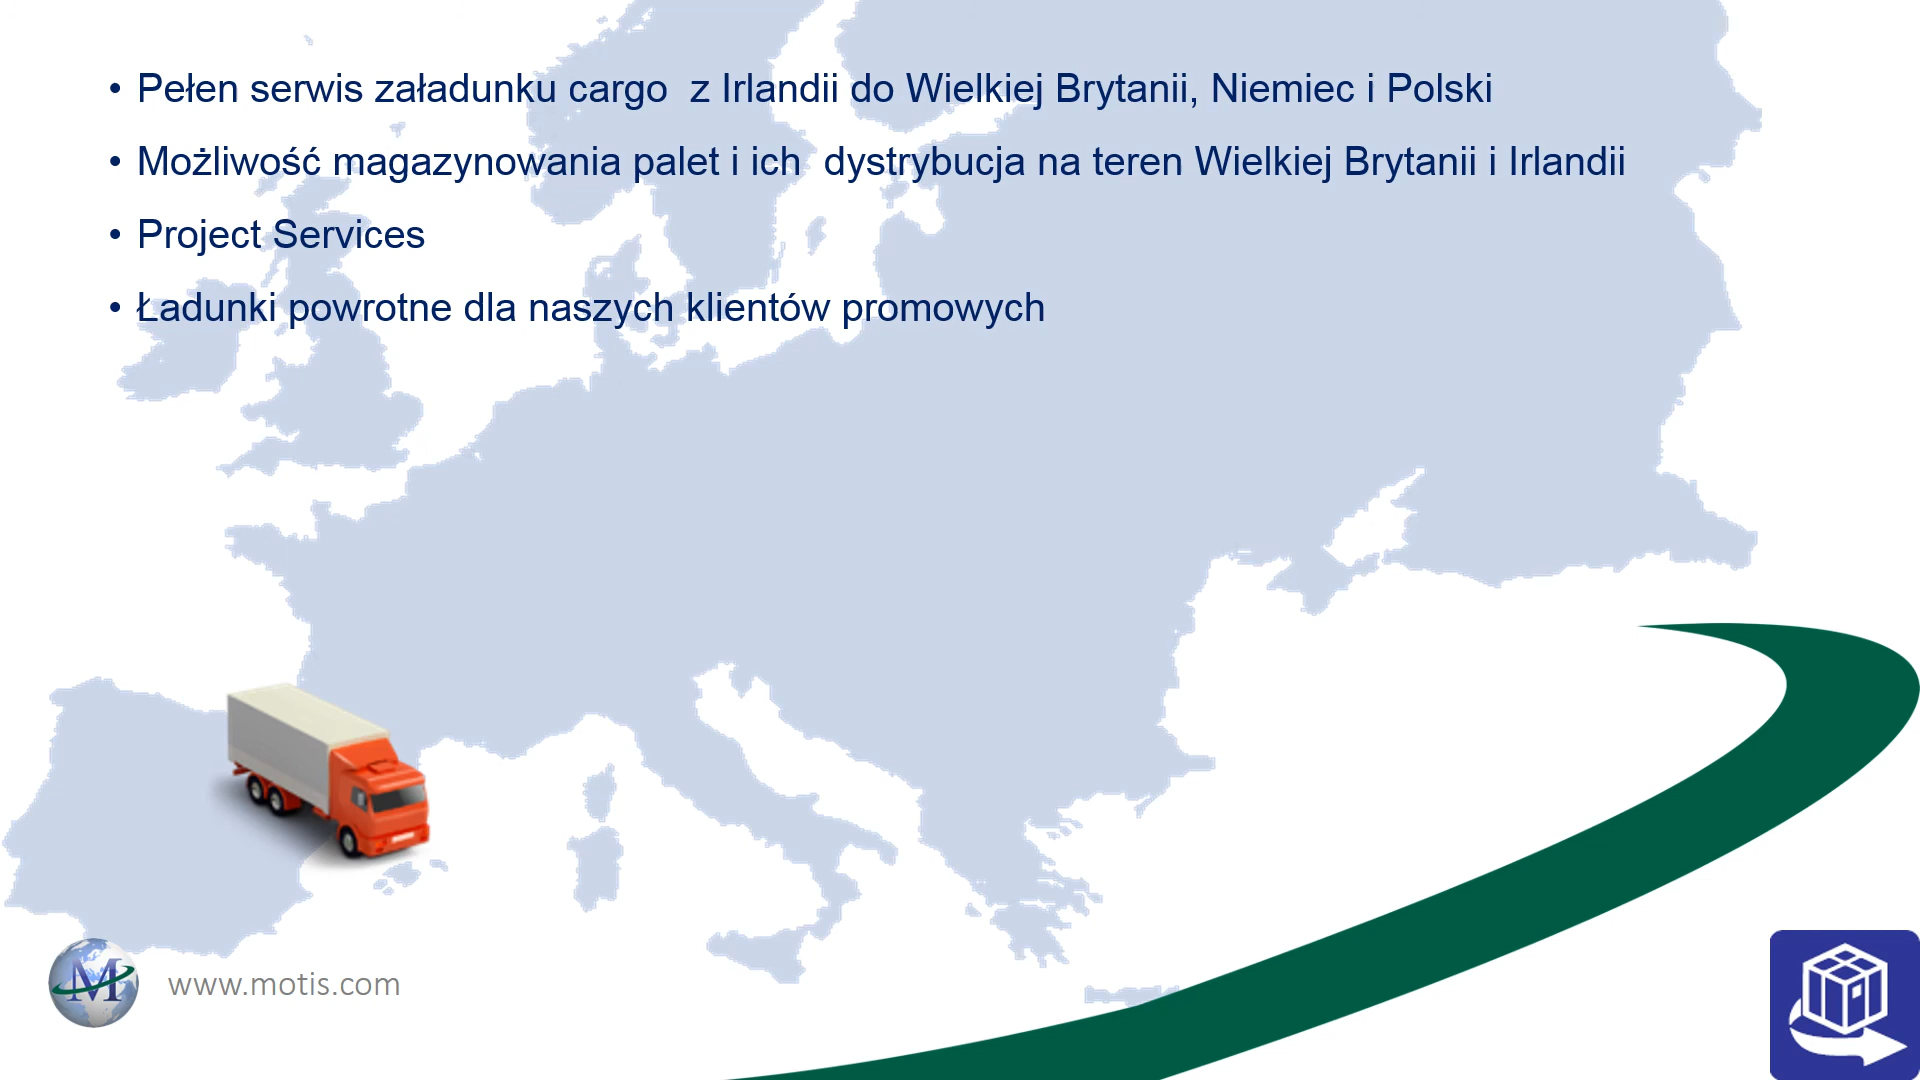 • Pełen serwis załadunku cargo  z Irlandii do Wielkiej Brytanii, Niemiec i Polski
• Możliwość magazynowania palet i ich  dystrybucja na teren Wielkiej Brytanii i Irlandii
• Project Services
• Ładunki powrotne dla naszych klientów promowych
M
www.motis.com